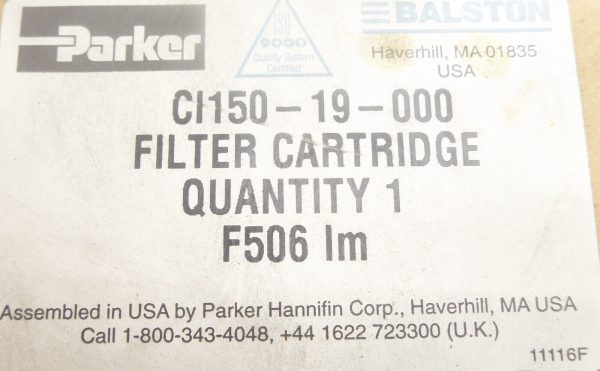 Parker
ISO
9001
Quality System
Certified
BALSTON
Haverhill, MA 01835
USA
CI150-19-000
FILTER CARTRIDGE
QUANTITY 1
F506 lm
Assembled in USA by Parker Hannifin Corp., Haverhill, MA USA
Call 1-800-343-4048, +44 1622 723300 (U.K.)
11116F